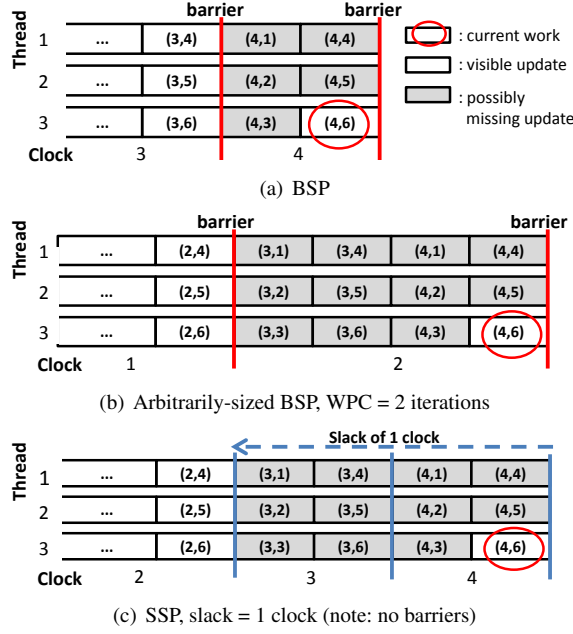 barrier barrier
Thread
1 ... (3,4) (4,1) (4,4)
2 ... (3,5) (4,2) (4,5)
3 ... (3,6) (4,3) (4,6)
Clock 3 4
: current work
: visible update
: possibly
missing update
(a) BSP
barrier barrier
Thread
1 ... (2,4) (3,1) (3,4) (4,1) (4,4)
2 ... (2,5) (3,2) (3,5) (4,2) (4,5)
3 ... (2,6) (3,3) (3,6) (4,3) (4,6)
Clock 1 2
(b) Arbitrarily-sized BSP, WPC = 2 iterations
Slack of 1 clock
Thread
1 ... (2,4) (3,1) (3,4) (4,1) (4,4)
2 ... (2,5) (3,2) (3,5) (4,2) (4,5)
3 ... (2,6) (3,3) (3,6) (4,3) (4,6)
Clock 2 3 4
(c) SSP, slack = 1 clock (note: no barriers)